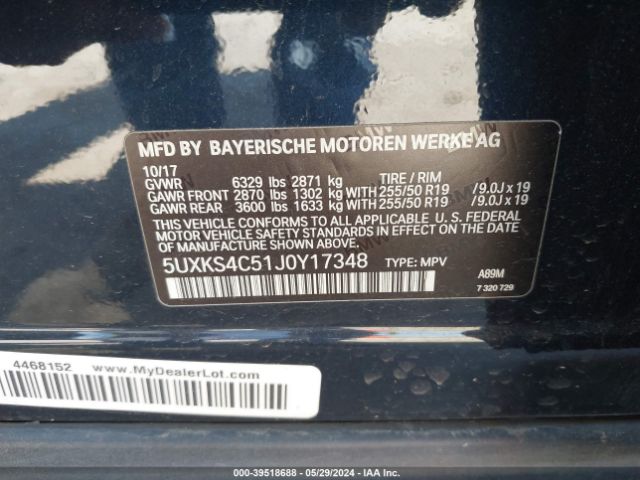 MFD BY BAYERISCHE MOTOREN WERKE AG
10/17
GVWR 6329 lbs 2871 kg TIRE / RIM
GAWR FRONT 2870 lbs 1302 kg WITH 255/50 R19 /9.0J x 19
GAWR REAR 3600 lbs 1633 kg WITH 255/50 R19 /9.0J x 19
THIS VEHICLE CONFORMS TO ALL APPLICABLE U. S. FEDERAL
MOTOR VEHICLE SAFETY STANDARDS IN EFFECT ON THE
DATE OF MANUFACTURE SHOWN ABOVE.
5UXKS4C51J0Y17348 TYPE: MPV
A89M
7 320 729
4468152 www.MyDealerLot.com
000-39518688 - 05/29/2024 - IAA Inc.